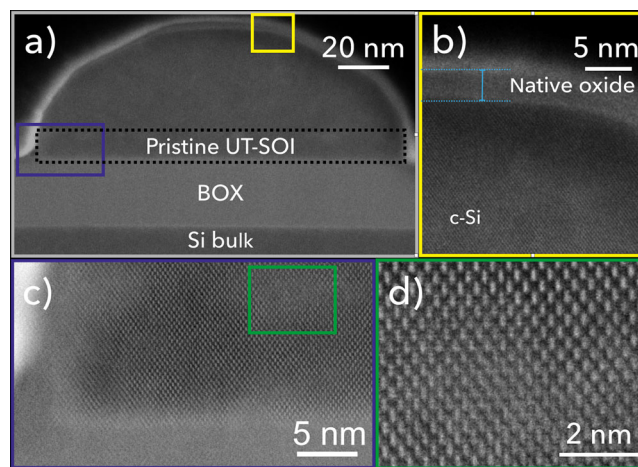 a)
20 nm
Pristine UT-SOI
BOX
Si bulk
b)
5 nm
Native oxide
c-Si
c)
5 nm
d)
2 nm